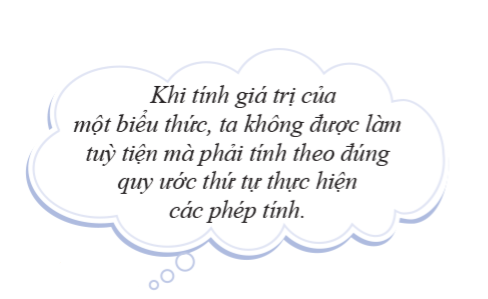 Khi tính giá trị của
một biểu thức, ta không được làm
tuỳ tiện mà phải tính theo đúng
quy ước thứ tự thực hiện
các phép tính.